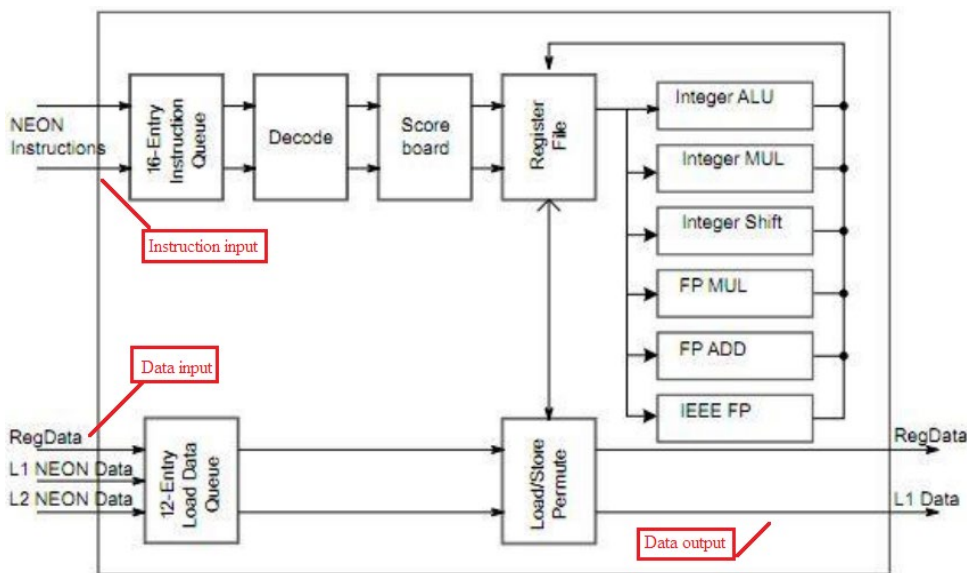 NEON
Instructions
16-Entry
Instruction
Queue
Decode
Score
board
Register
File
Integer ALU
Integer MUL
Integer Shift
FP MUL
FP ADD
IEEE FP
Instruction input
Data input
RegData
L1 NEON Data
L2 NEON Data
12-Entry
Load Data
Queue
Load/Store
Permute
RegData
L1 Data
Data output